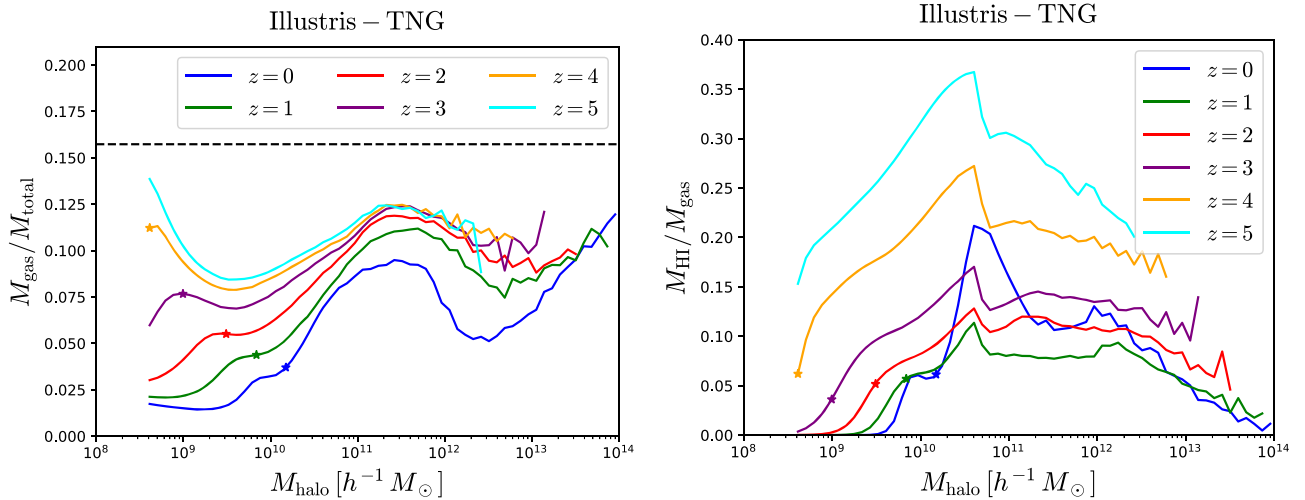 Illustris – TNG
z = 0
z = 2
z = 4
z = 1
z = 3
z = 5
0.200
0.175
0.150
0.125
0.100
0.075
0.050
0.025
0.000
M_gas/M_total
10^8
10^9
10^10
10^11
10^12
10^13
10^14
M_halo [h^−1 M_⊙]
Illustris – TNG
z = 0
z = 1
z = 2
z = 3
z = 4
z = 5
0.40
0.35
0.30
0.25
0.20
0.15
0.10
0.05
0.00
M_HI/M_gas
10^8
10^9
10^10
10^11
10^12
10^13
10^14
M_halo [h^−1 M_⊙]